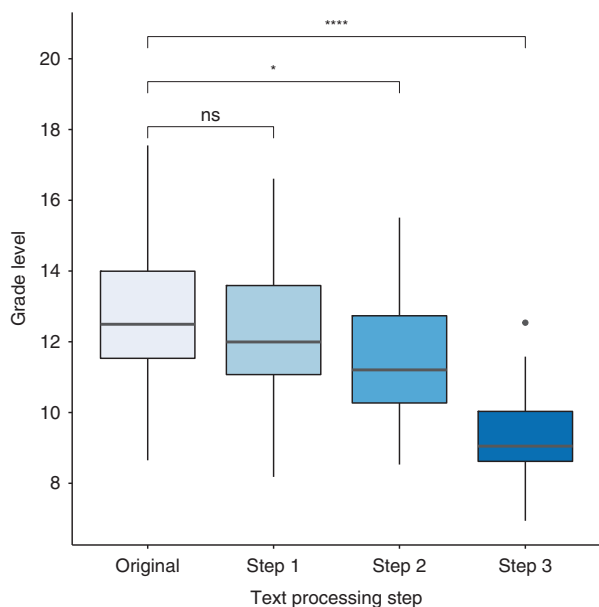 ****
20
*
18
ns
16
14
12
10
8
Grade level
Original Step 1 Step 2 Step 3
Text processing step